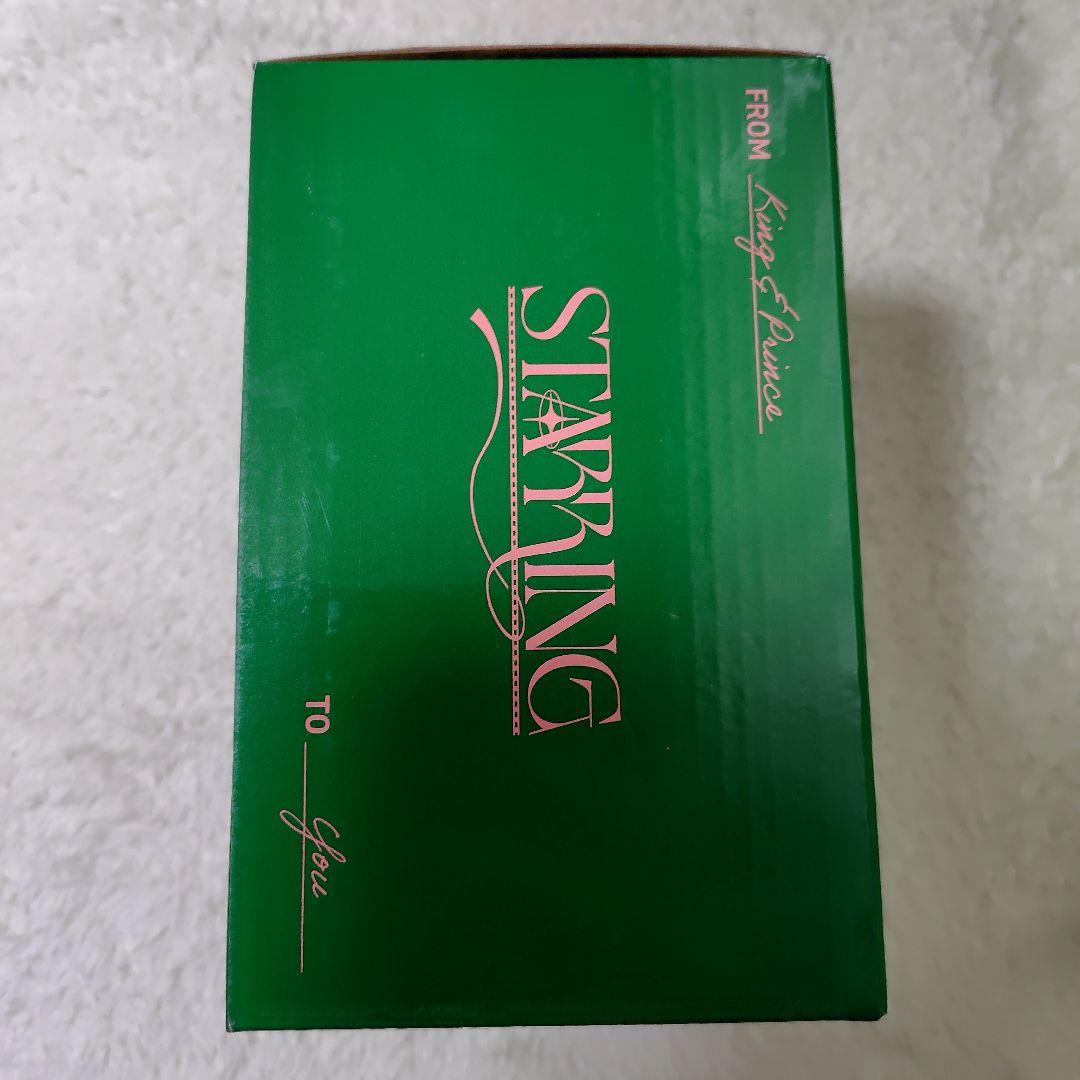 FROM King & Prince
STARRING
TO You